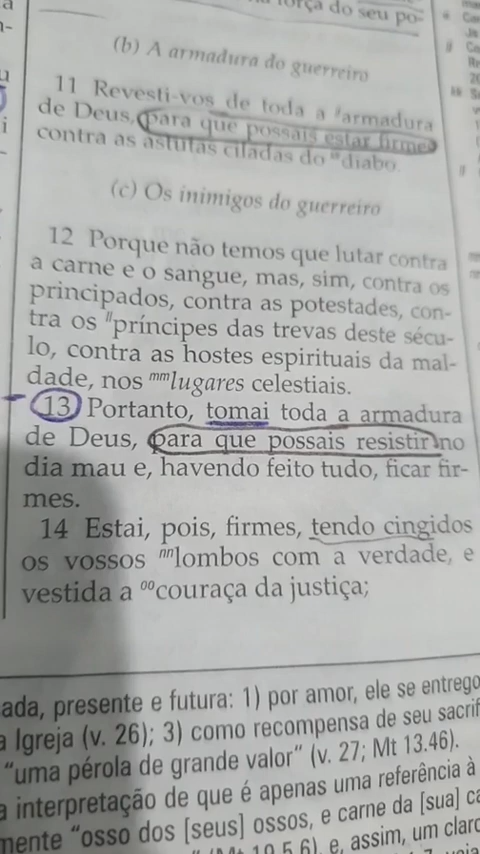 força do seu po-
(b) A armadura do guerreiro
11 Revesti-vos de toda a armadura
de Deus, para que possais estar firmes
contra as astutas ciladas do diabo.
(c) Os inimigos do guerreiro
12 Porque não temos que lutar contra
a carne e o sangue, mas, sim, contra os
principados, contra as potestades, con-
tra os ˡˡpríncipes das trevas deste sécu-
lo, contra as hostes espirituais da mal-
dade, nos ᵐᵐlugares celestiais.
13 Portanto, tomai toda a armadura
de Deus, para que possais resistir no
dia mau e, havendo feito tudo, ficar fir-
mes.
14 Estai, pois, firmes, tendo cingidos
os vossos ⁿⁿlombos com a verdade, e
vestida a ᵒᵒcouraça da justiça;
ada, presente e futura: 1) por amor, ele se entrego
a Igreja (v. 26); 3) como recompensa de seu sacrif
"uma pérola de grande valor" (v. 27; Mt 13.46).
a interpretação de que é apenas uma referência à
mente "osso dos [seus] ossos, e carne da [sua] ca
e, assim, um claro